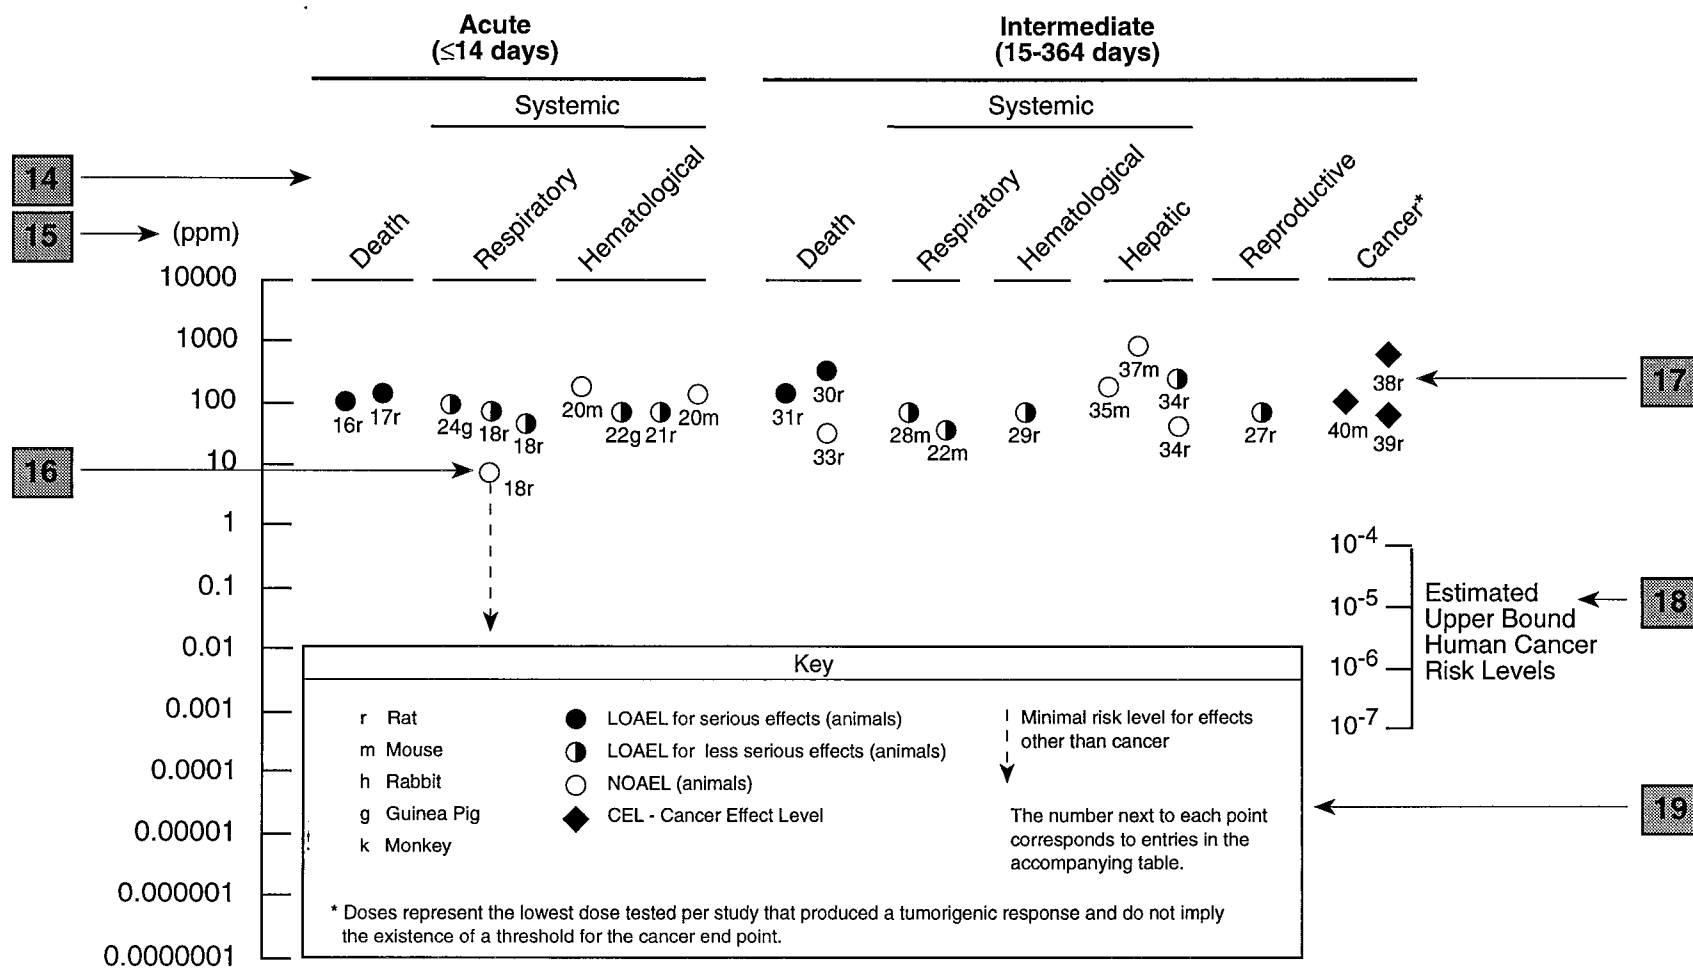 Acute
(≤14 days)
Intermediate
(15-364 days)
Systemic
Systemic
14
15
(ppm)
Death
Respiratory
Hematological
Death
Respiratory
Hematological
Hepatic
Reproductive
Cancer*
10000
1000
100
10
1
0.1
0.01
0.001
0.0001
0.00001
0.000001
0.0000001
16r
17r
24g
18r
18r
18r
20m
22g
21r
20m
31r
30r
33r
28m
22m
29r
35m
37m
34r
34r
27r
40m
38r
39r
16
17
10-4
10-5
10-6
10-7
Estimated
Upper Bound
Human Cancer
Risk Levels
18
19
Key
r Rat
m Mouse
h Rabbit
g Guinea Pig
k Monkey
LOAEL for serious effects (animals)
LOAEL for less serious effects (animals)
NOAEL (animals)
CEL - Cancer Effect Level
Minimal risk level for effects
other than cancer
The number next to each point
corresponds to entries in the
accompanying table.
* Doses represent the lowest dose tested per study that produced a tumorigenic response and do not imply
the existence of a threshold for the cancer end point.